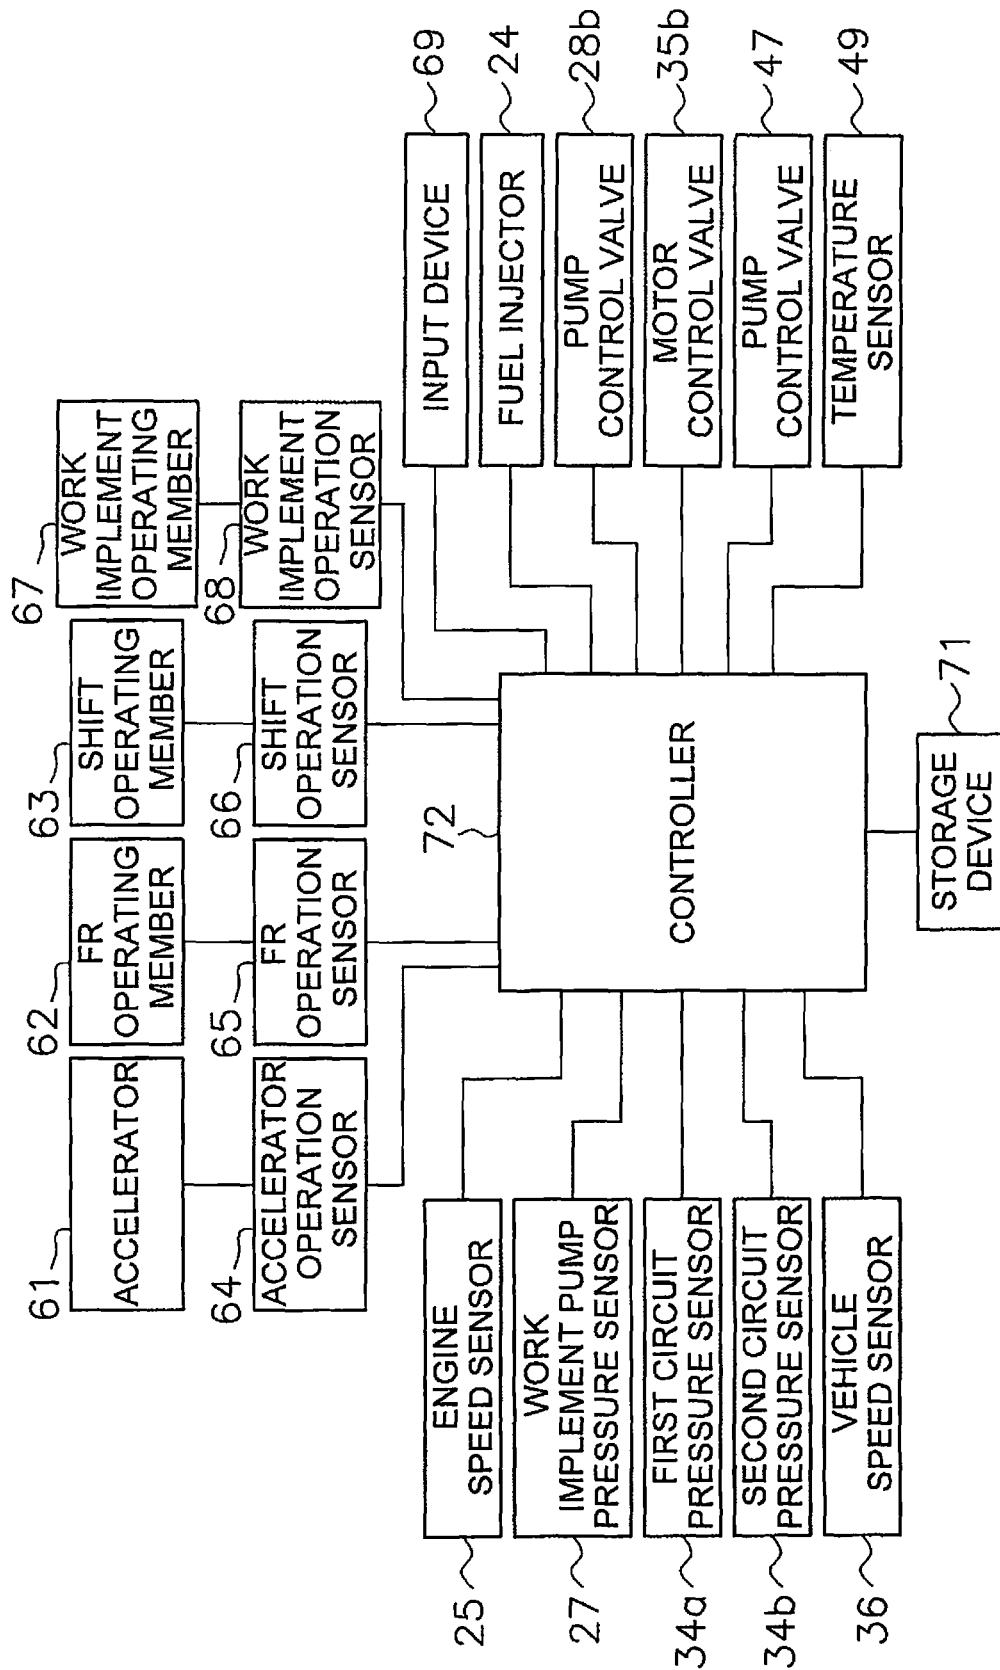 61
ACCELERATOR
62
FR
OPERATING
MEMBER
63
SHIFT
OPERATING
MEMBER
67
WORK
IMPLEMENT
OPERATING
MEMBER
64
ACCELERATOR
OPERATION
SENSOR
65
FR
OPERATION
SENSOR
66
SHIFT
OPERATION
SENSOR
68
WORK
IMPLEMENT
OPERATION
SENSOR
25
ENGINE
SPEED SENSOR
27
WORK
IMPLEMENT PUMP
PRESSURE SENSOR
34a
FIRST CIRCUIT
PRESSURE SENSOR
34b
SECOND CIRCUIT
PRESSURE SENSOR
36
VEHICLE
SPEED SENSOR
72
CONTROLLER
INPUT DEVICE
69
FUEL INJECTOR
24
PUMP
CONTROL VALVE
28b
MOTOR
CONTROL VALVE
35b
PUMP
CONTROL VALVE
47
TEMPERATURE
SENSOR
49
STORAGE
DEVICE
71